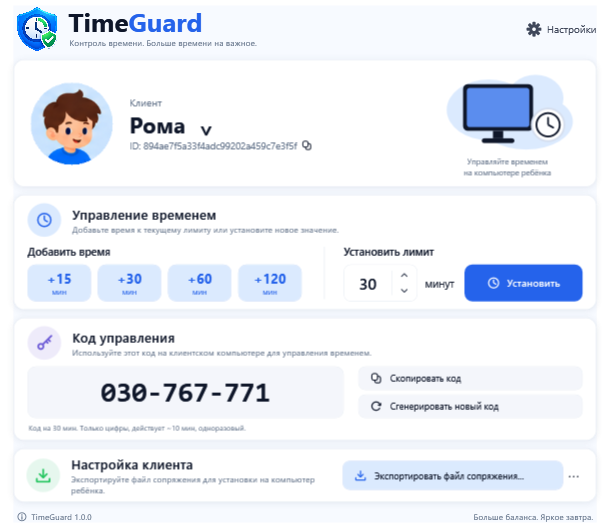 TimeGuard
Контроль времени. Больше времени на важное.
Настройки
Клиент
Рома
ID: 894ae7f5a33f4adc99202a459c7e3f5f
Управляйте временем
на компьютере ребёнка
Управление временем
Добавьте время к текущему лимиту или установите новое значение.
Добавить время
+15 мин
+30 мин
+60 мин
+120 мин
Установить лимит
30 минут
Установить
Код управления
Используйте этот код на клиентском компьютере для управления временем.
030-767-771
Скопировать код
Сгенерировать новый код
Код на 30 мин. Только цифры, действует ~10 мин, одноразовый.
Настройка клиента
Экспортируйте файл сопряжения для установки на компьютер
ребёнка.
Экспортировать файл сопряжения...
TimeGuard 1.0.0
Больше баланса. Яркое завтра.